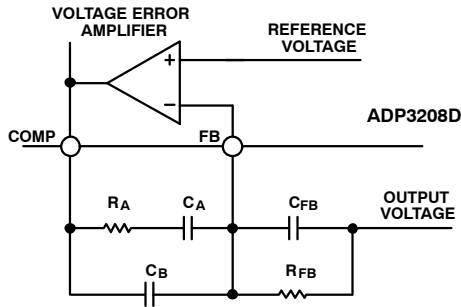 VOLTAGE ERROR
AMPLIFIER
REFERENCE
VOLTAGE
+
−
ADP3208D
COMP
FB
OUTPUT
VOLTAGE
RA
CA
CFB
CB
RFB